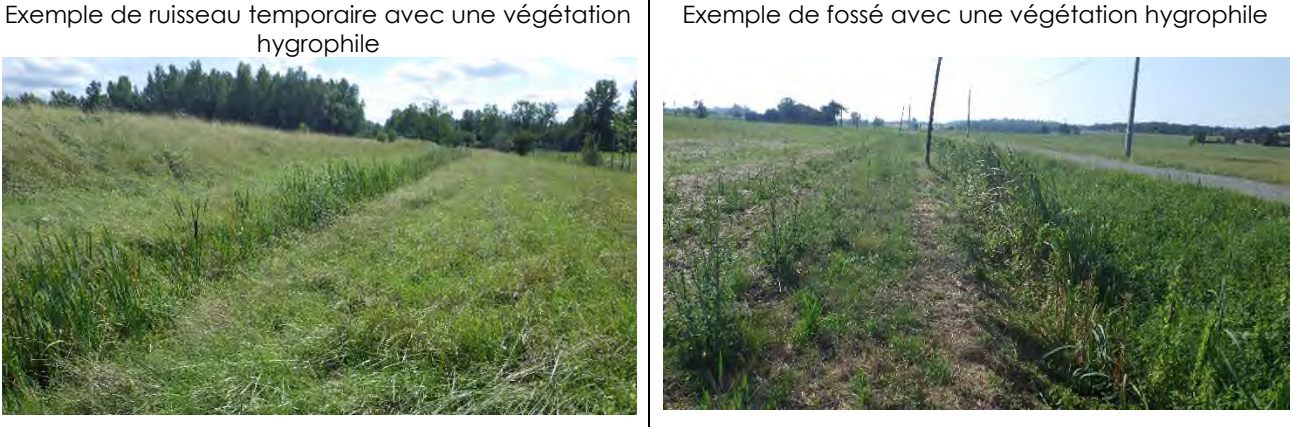 Exemple de ruisseau temporaire avec une végétation
hygrophile
Exemple de fossé avec une végétation hygrophile